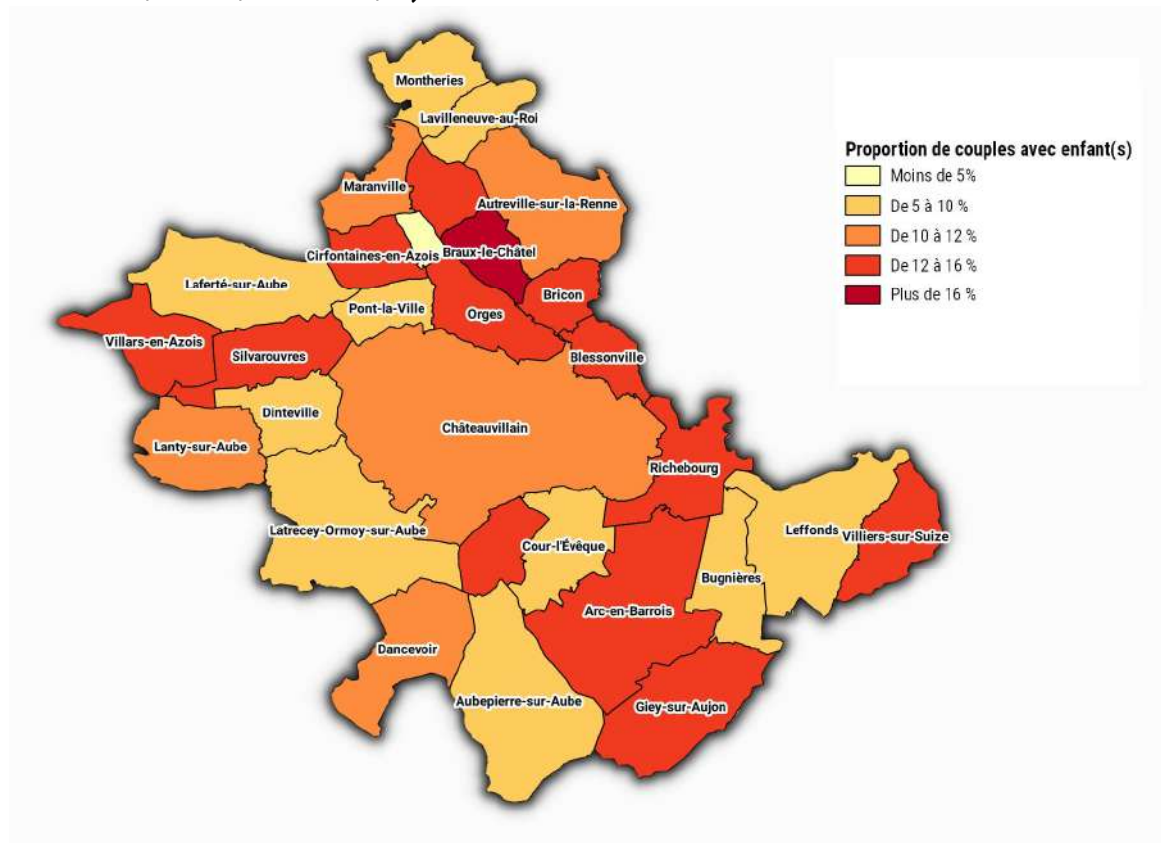 Montheries
Lavilleneuve-au-Roi
Proportion de couples avec enfant(s)
Moins de 5%
De 5 à 10 %
De 10 à 12 %
De 12 à 16 %
Plus de 16 %
Maranville
Autreville-sur-la-Renne
Cirfontaines-en-Azois
Braux-le-Châtel
Laferté-sur-Aube
Bricon
Pont-la-Ville
Orges
Villars-en-Azois
Silvarouvres
Blessonville
Dinteville
Châteauvillain
Lanty-sur-Aube
Richebourg
Latrecey-Ormoy-sur-Aube
Leffonds
Villiers-sur-Suize
Cour-l'Évêque
Bugnières
Arc-en-Barrois
Dancevoir
Aubepierre-sur-Aube
Giey-sur-Aujon